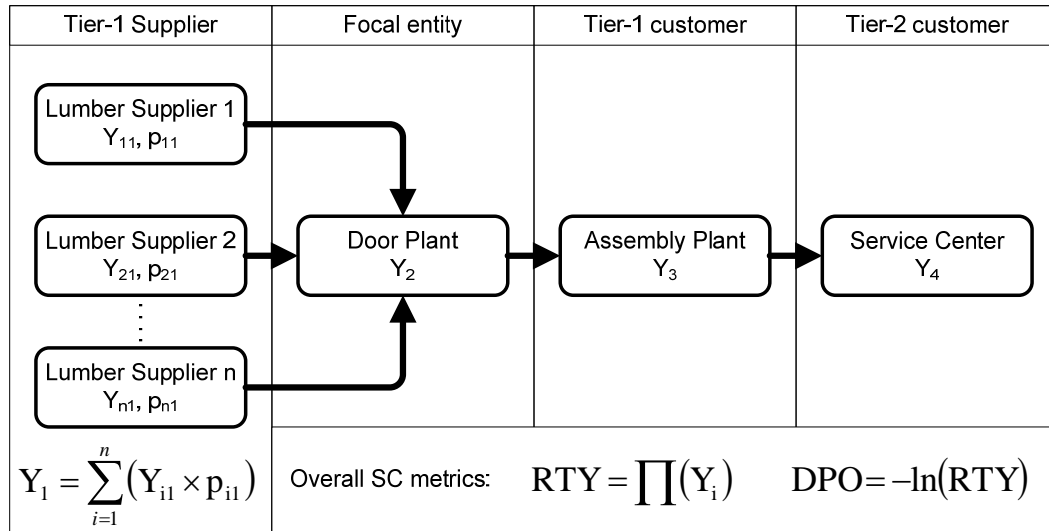 Tier-1 Supplier
Focal entity
Tier-1 customer
Tier-2 customer
Lumber Supplier 1
Y₁₁, p₁₁
Lumber Supplier 2
Y₂₁, p₂₁
Lumber Supplier n
Yₙ₁, pₙ₁
Door Plant
Y₂
Assembly Plant
Y₃
Service Center
Y₄
Y₁ = ∑ⁿᵢ₌₁(Yᵢ₁ × pᵢ₁)
Overall SC metrics:
RTY = ∏(Yᵢ)
DPO = −ln(RTY)